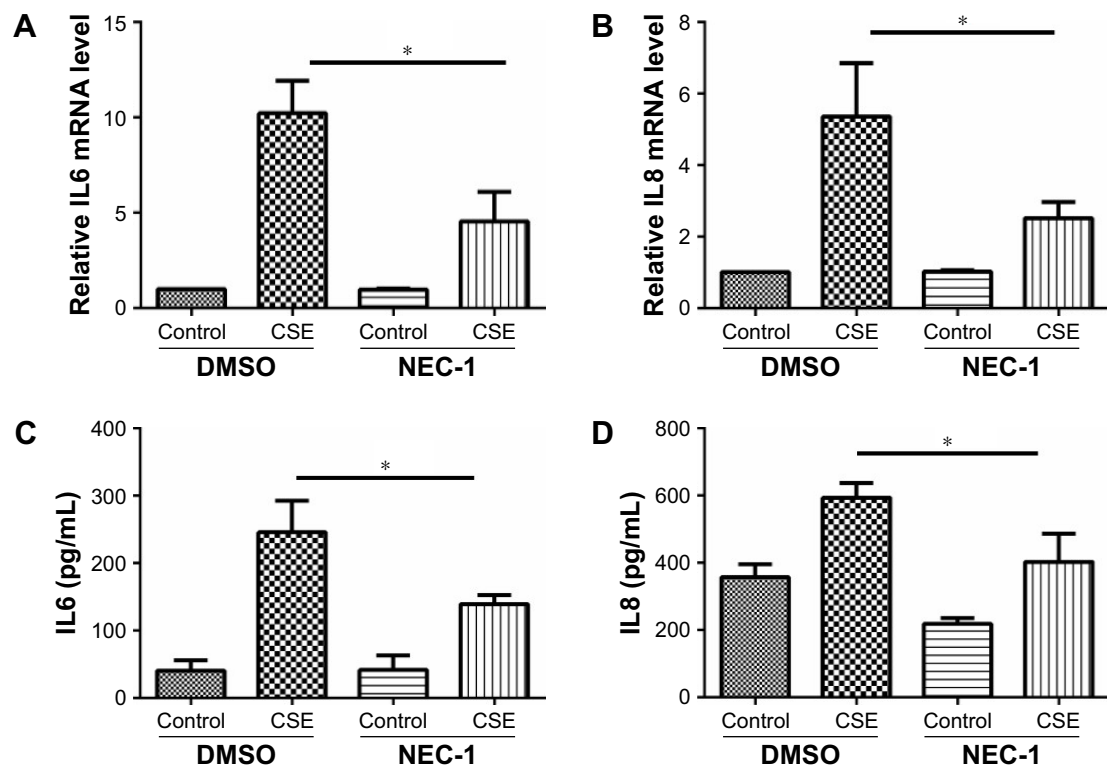 A
Relative IL6 mRNA level
15
10
5
0
*
Control CSE Control CSE
DMSO NEC-1
B
Relative IL8 mRNA level
8
6
4
2
0
*
Control CSE Control CSE
DMSO NEC-1
C
IL6 (pg/mL)
400
300
200
100
0
*
Control CSE Control CSE
DMSO NEC-1
D
IL8 (pg/mL)
800
600
400
200
0
*
Control CSE Control CSE
DMSO NEC-1